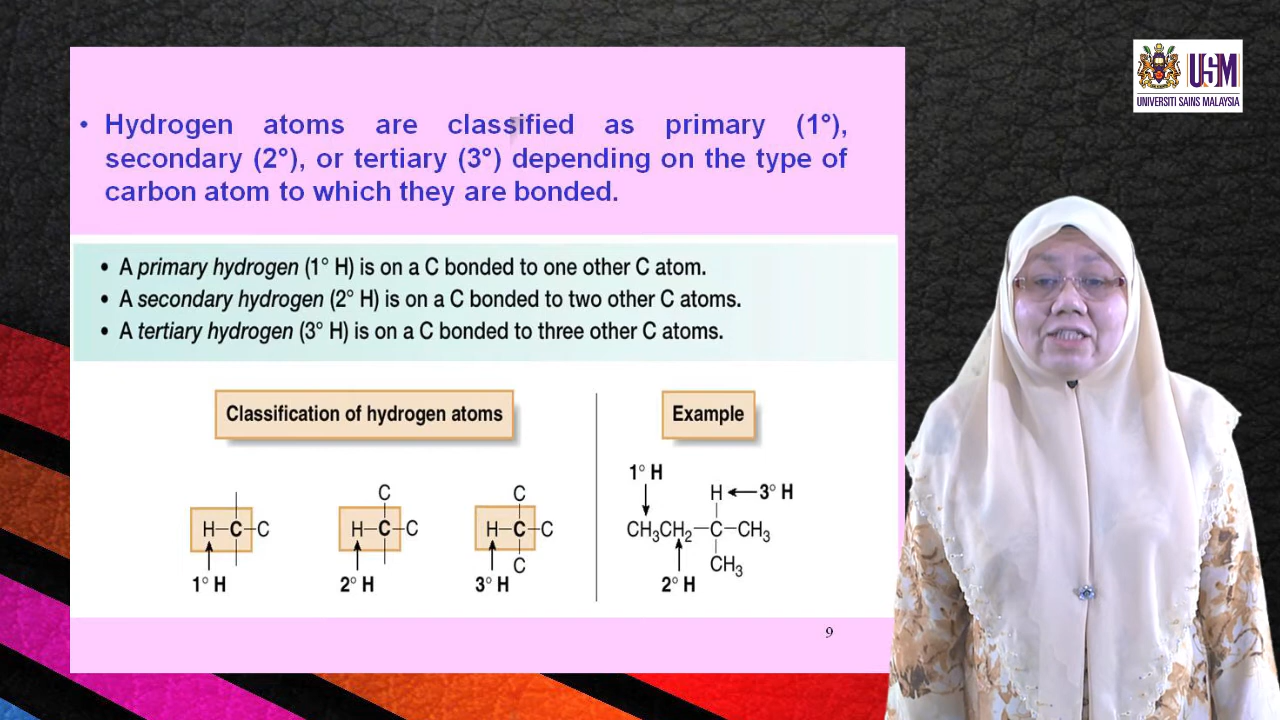 USM
UNIVERSITI SAINS MALAYSIA
• Hydrogen atoms are classified as primary (1°),
secondary (2°), or tertiary (3°) depending on the type of
carbon atom to which they are bonded.
• A primary hydrogen (1° H) is on a C bonded to one other C atom.
• A secondary hydrogen (2° H) is on a C bonded to two other C atoms.
• A tertiary hydrogen (3° H) is on a C bonded to three other C atoms.
Classification of hydrogen atoms
H–C–C
1° H
C
H–C–C
2° H
C
H–C–C
C
3° H
Example
1° H
H ←3° H
CH₃CH₂–C–CH₃
CH₃
2° H
9